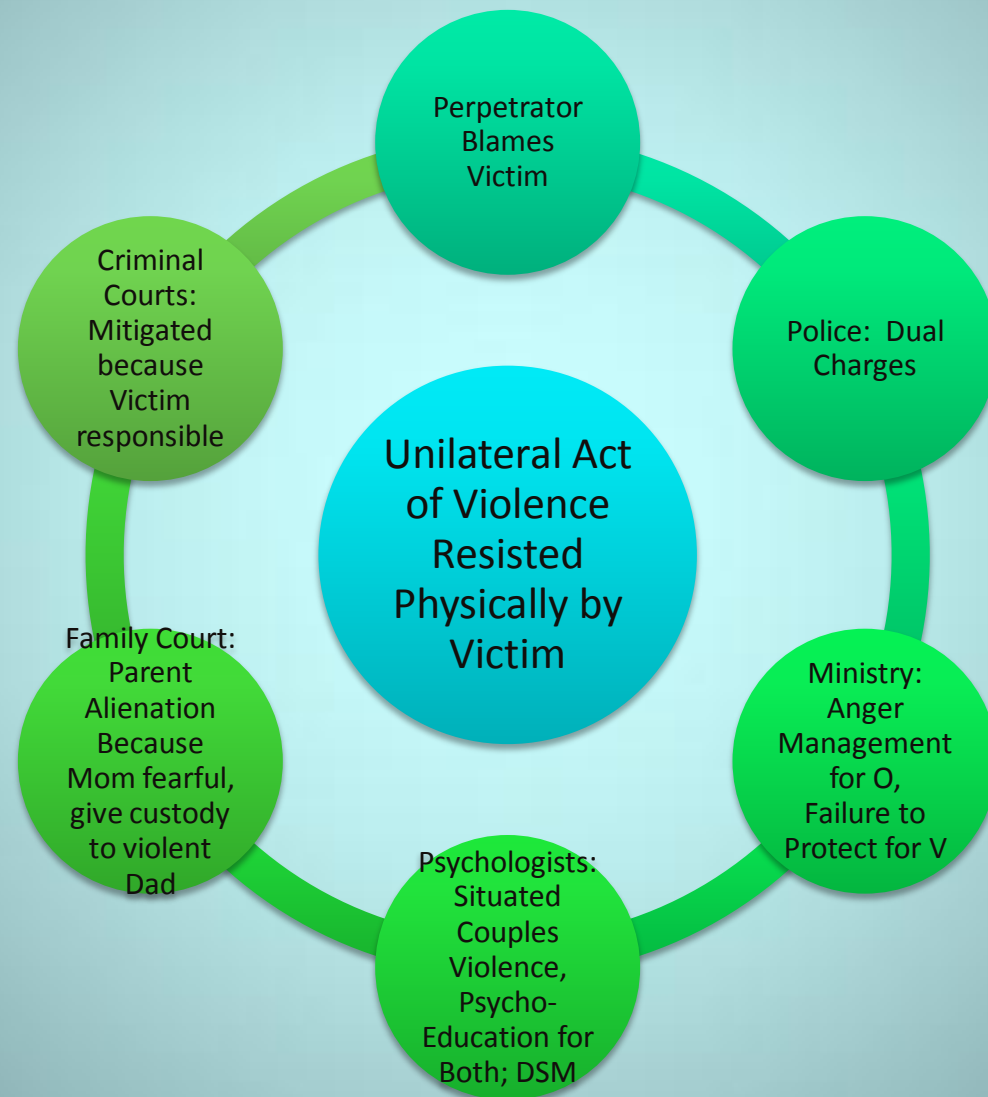 Perpetrator
Blames
Victim
Police: Dual
Charges
Ministry:
Anger
Management
for O,
Failure to
Protect for V
Psychologists:
Situated
Couples
Violence,
Psycho-
Education for
Both; DSM
Family Court:
Parent
Alienation
Because
Mom fearful,
give custody
to violent
Dad
Criminal
Courts:
Mitigated
because
Victim
responsible
Unilateral Act
of Violence
Resisted
Physically by
Victim